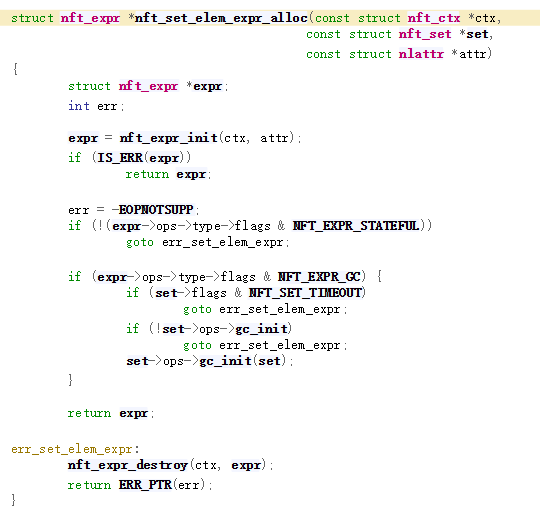 struct nft_expr *nft_set_elem_expr_alloc(const struct nft_ctx *ctx,
const struct nft_set *set,
const struct nlattr *attr)
{
struct nft_expr *expr;
int err;
expr = nft_expr_init(ctx, attr);
if (IS_ERR(expr))
return expr;
err = -EOPNOTSUPP;
if (!(expr->ops->type->flags & NFT_EXPR_STATEFUL))
goto err_set_elem_expr;
if (expr->ops->type->flags & NFT_EXPR_GC) {
if (set->flags & NFT_SET_TIMEOUT)
goto err_set_elem_expr;
if (!set->ops->gc_init)
goto err_set_elem_expr;
set->ops->gc_init(set);
}
return expr;
err_set_elem_expr:
nft_expr_destroy(ctx, expr);
return ERR_PTR(err);
}